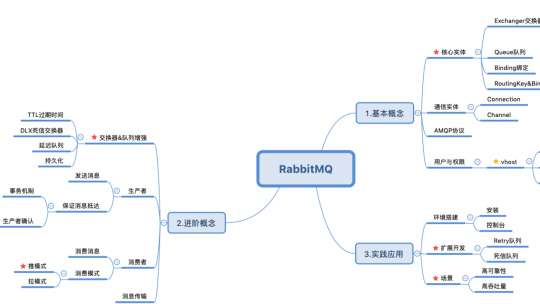 RabbitMQ
1.基本概念
核心实体
Exchanger交换器
Queue队列
Binding绑定
RoutingKey&Bin
通信实体
Connection
Channel
AMQP协议
用户与权限
vhost
2.进阶概念
交换器&队列增强
TTL过期时间
DLX死信交换器
延迟队列
持久化
生产者
发送消息
保证消息抵达
事务机制
生产者确认
消费者
消费消息
消费模式
推模式
拉模式
消息传输
3.实践应用
环境搭建
安装
控制台
扩展开发
Retry队列
死信队列
场景
高可靠性
高吞吐量